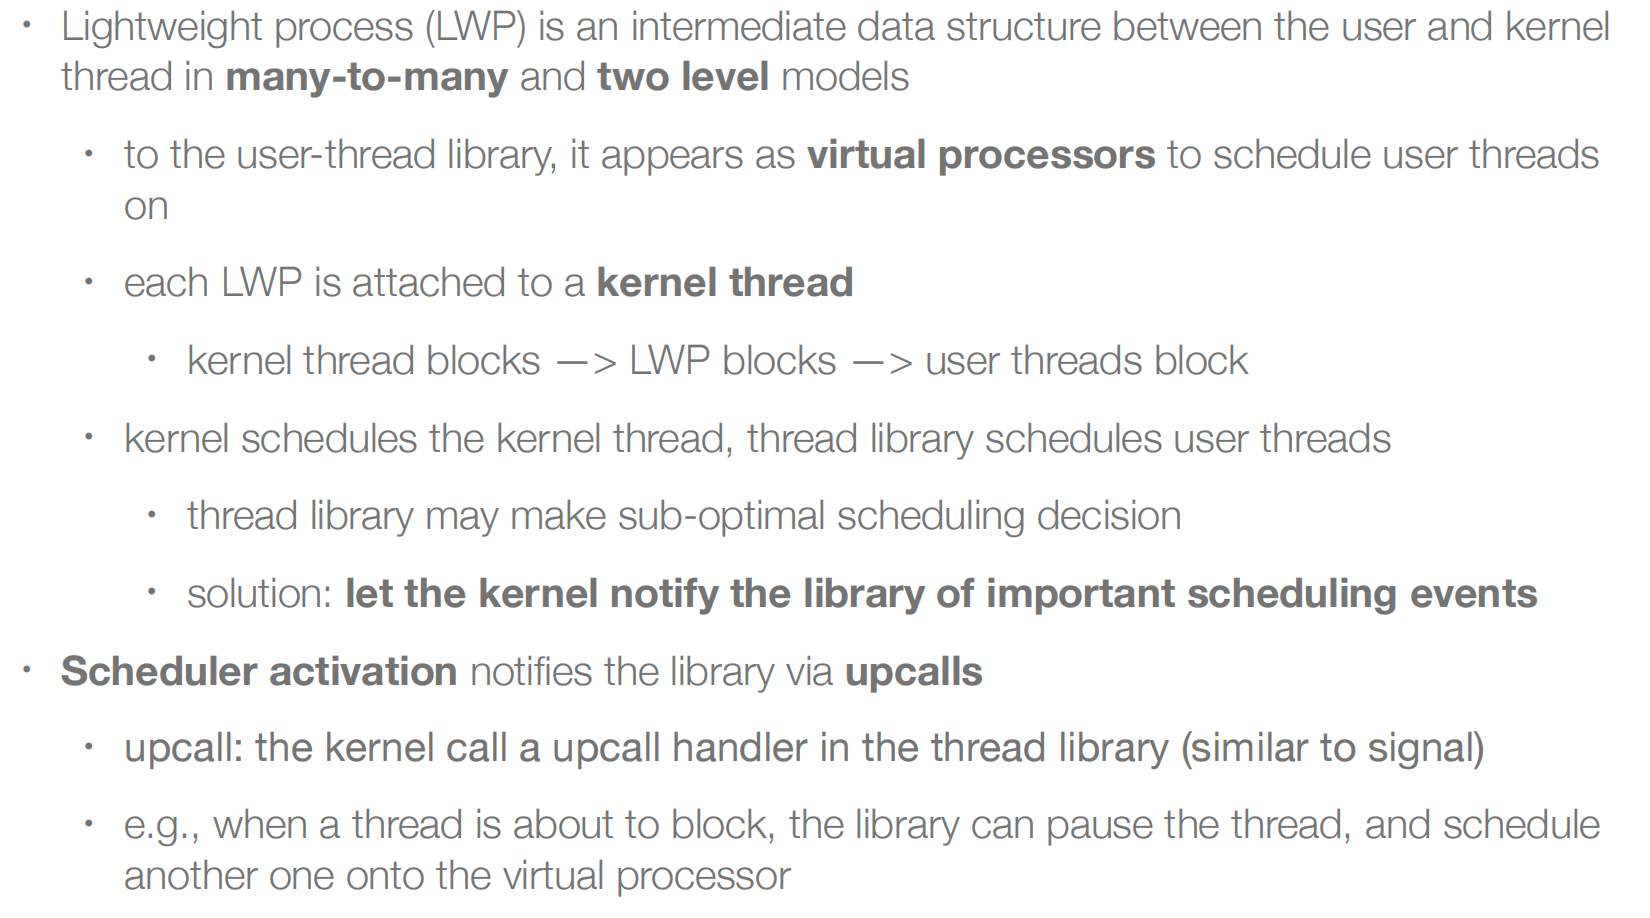 • Lightweight process (LWP) is an intermediate data structure between the user and kernel
thread in many-to-many and two level models
• to the user-thread library, it appears as virtual processors to schedule user threads
on
• each LWP is attached to a kernel thread
• kernel thread blocks —> LWP blocks —> user threads block
• kernel schedules the kernel thread, thread library schedules user threads
• thread library may make sub-optimal scheduling decision
• solution: let the kernel notify the library of important scheduling events
• Scheduler activation notifies the library via upcalls
• upcall: the kernel call a upcall handler in the thread library (similar to signal)
• e.g., when a thread is about to block, the library can pause the thread, and schedule
another one onto the virtual processor